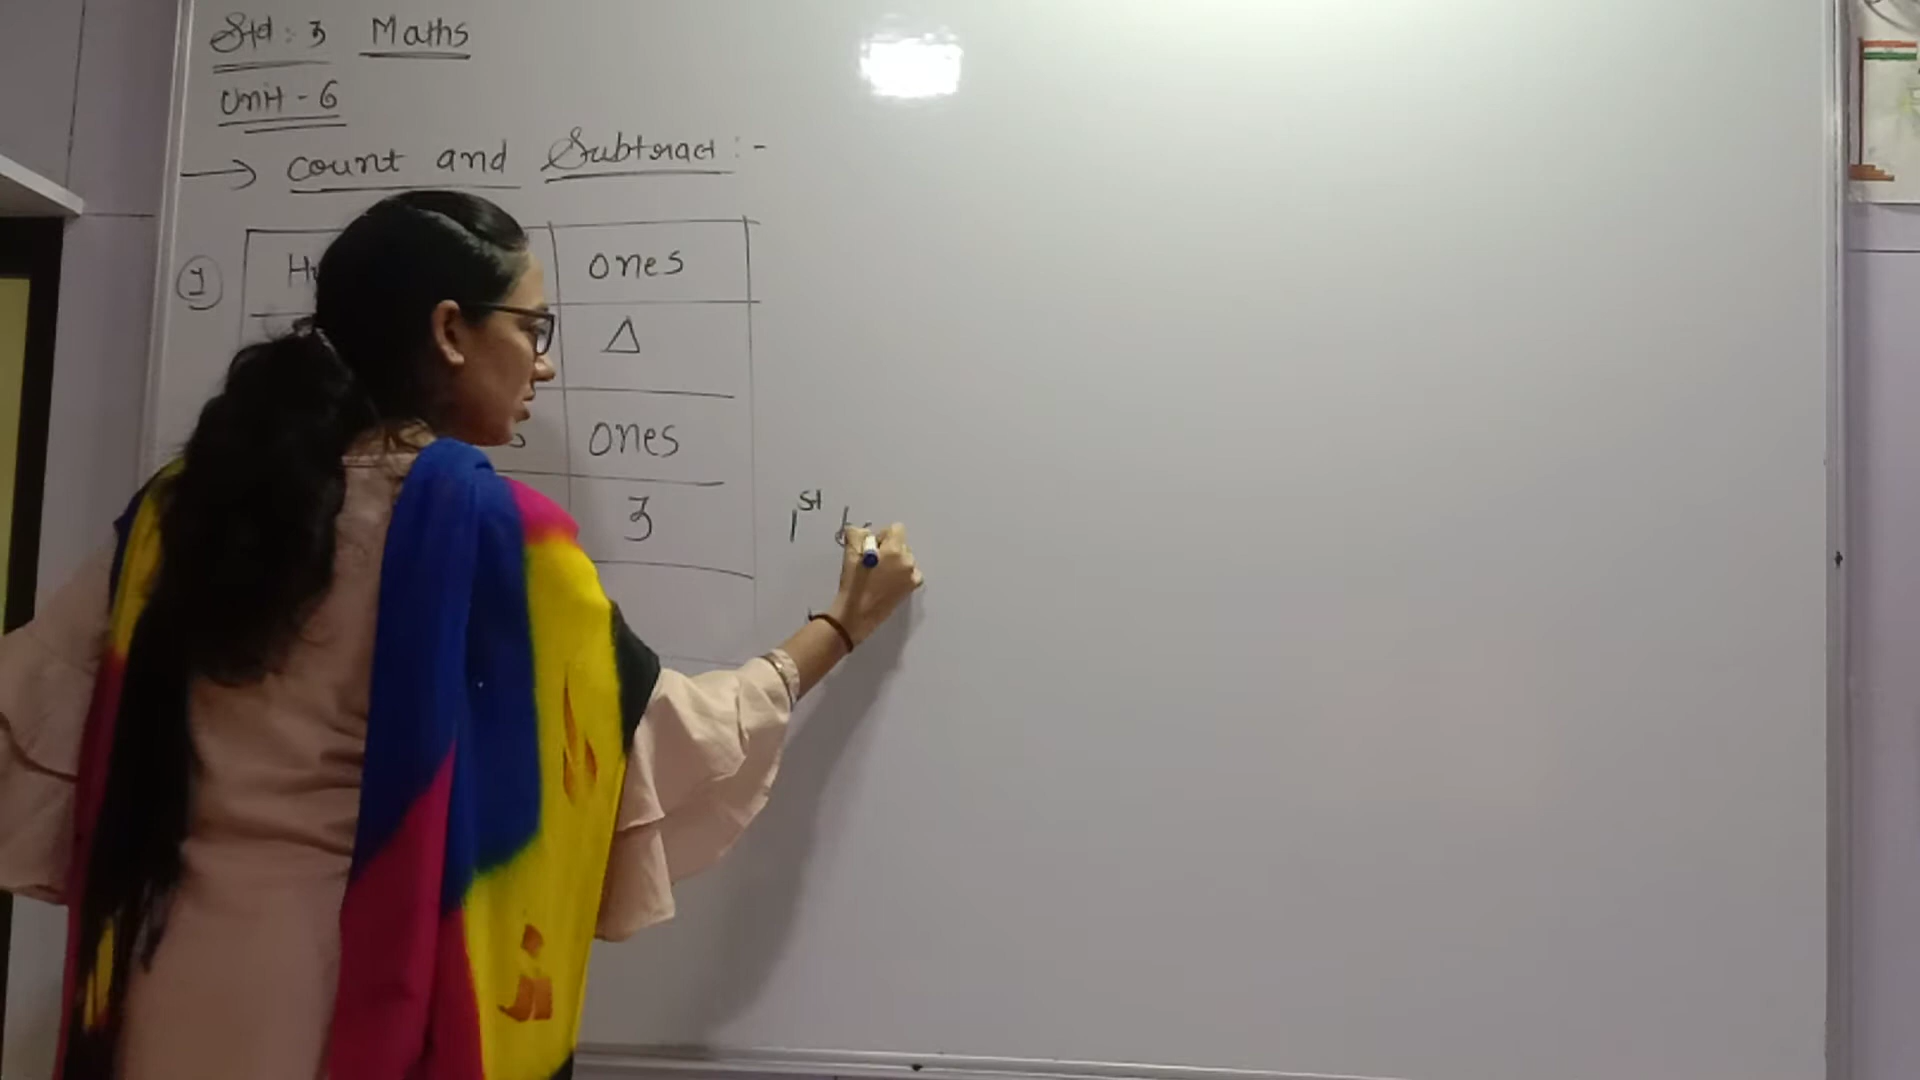 Std : 3 Maths
Unit - 6
→ count and Subtract :-
1 ones
Δ
ones
3
1st